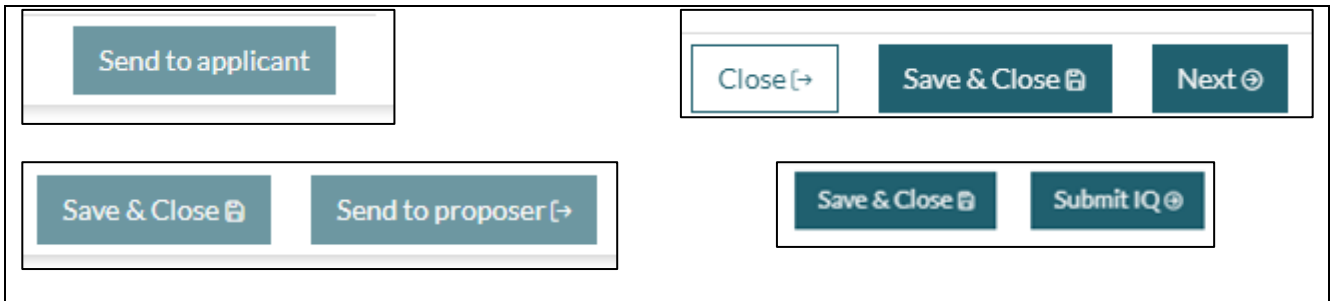 Send to applicant
Close
Save & Close
Next
Save & Close
Send to proposer
Save & Close
Submit IQ